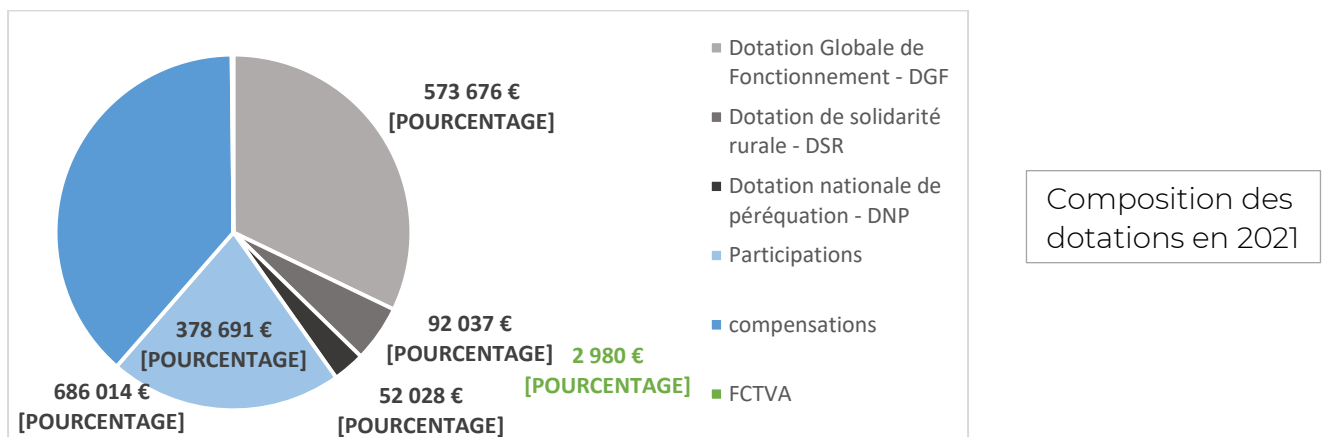 573 676 €
[POURCENTAGE]
92 037 €
[POURCENTAGE]
2 980 €
[POURCENTAGE]
52 028 €
[POURCENTAGE]
378 691 €
[POURCENTAGE]
686 014 €
[POURCENTAGE]
Dotation Globale de
Fonctionnement - DGF
Dotation de solidarité
rurale - DSR
Dotation nationale de
péréquation - DNP
Participations
compensations
FCTVA
Composition des
dotations en 2021